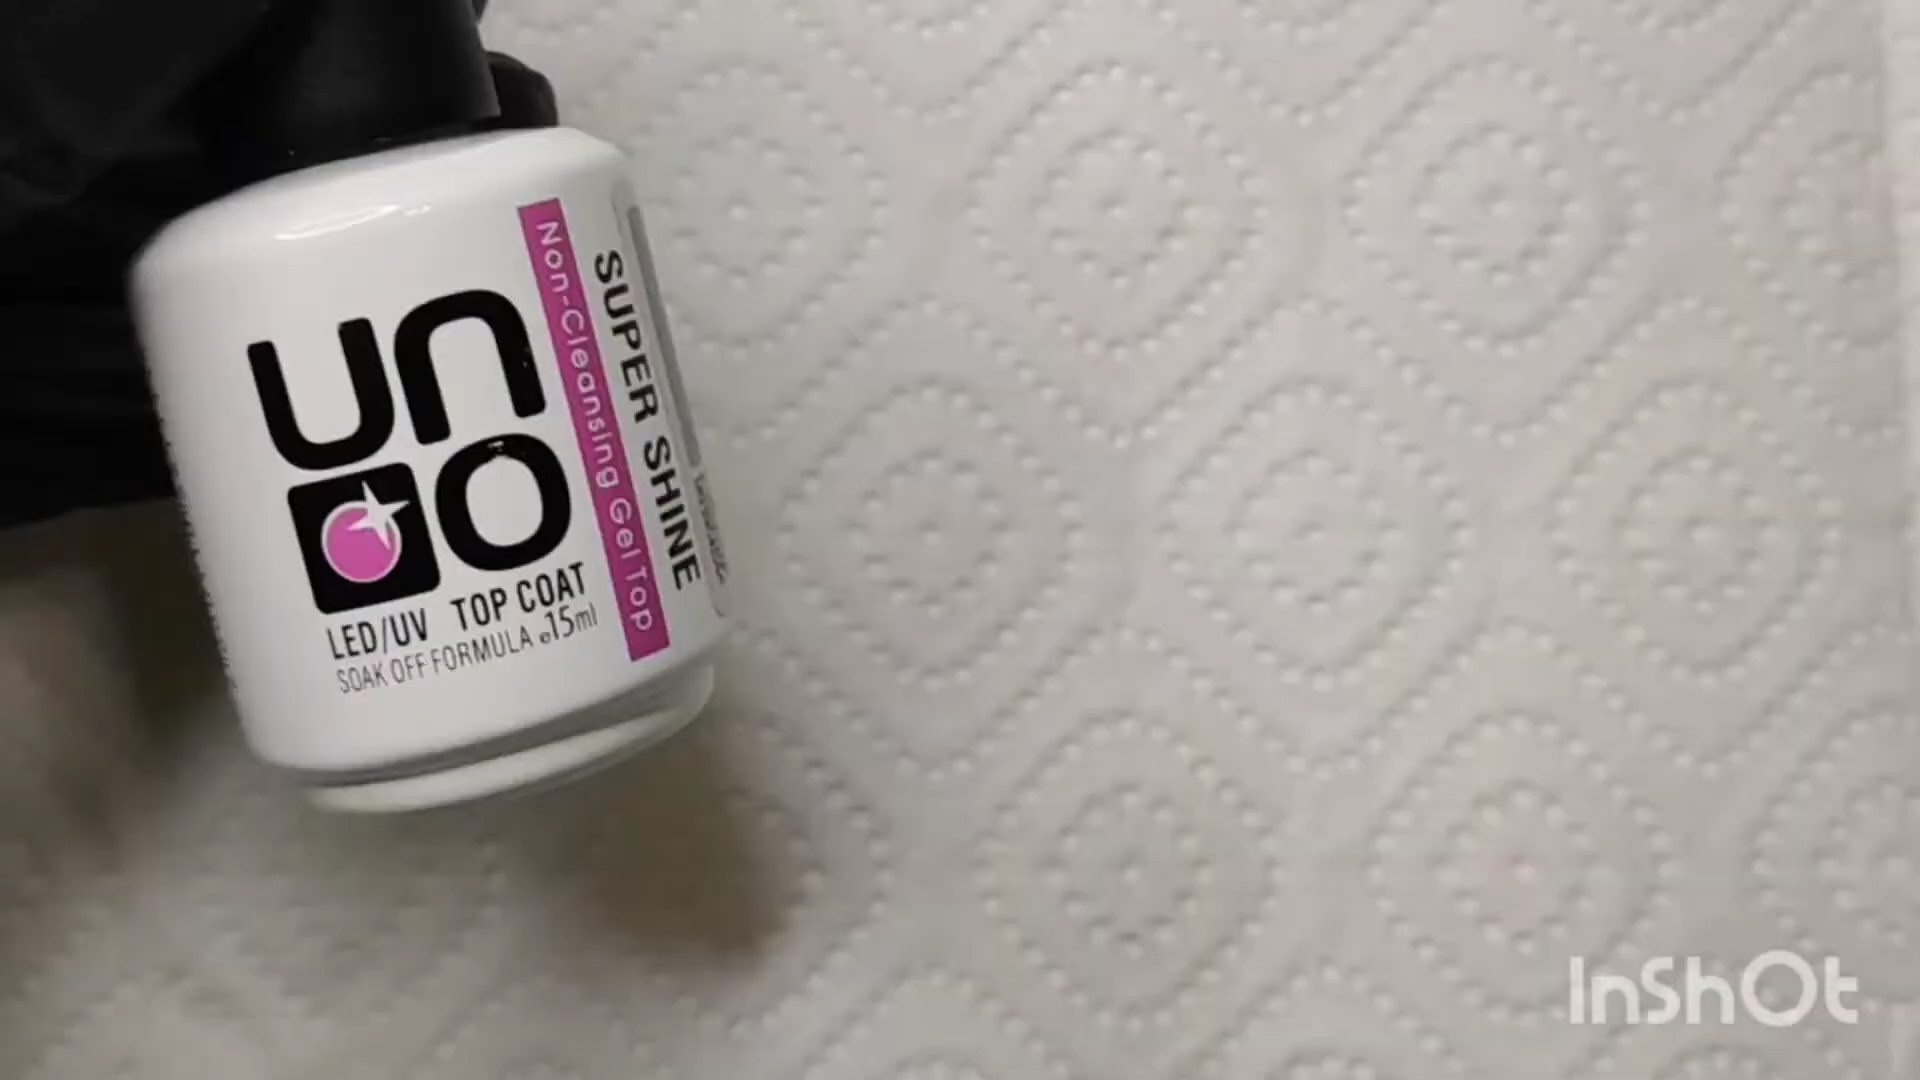 UNO
LED/UV TOP COAT
SOAK OFF FORMULA e15ml
Non-Cleansing Gel Top
SUPER SHINE
InShOt